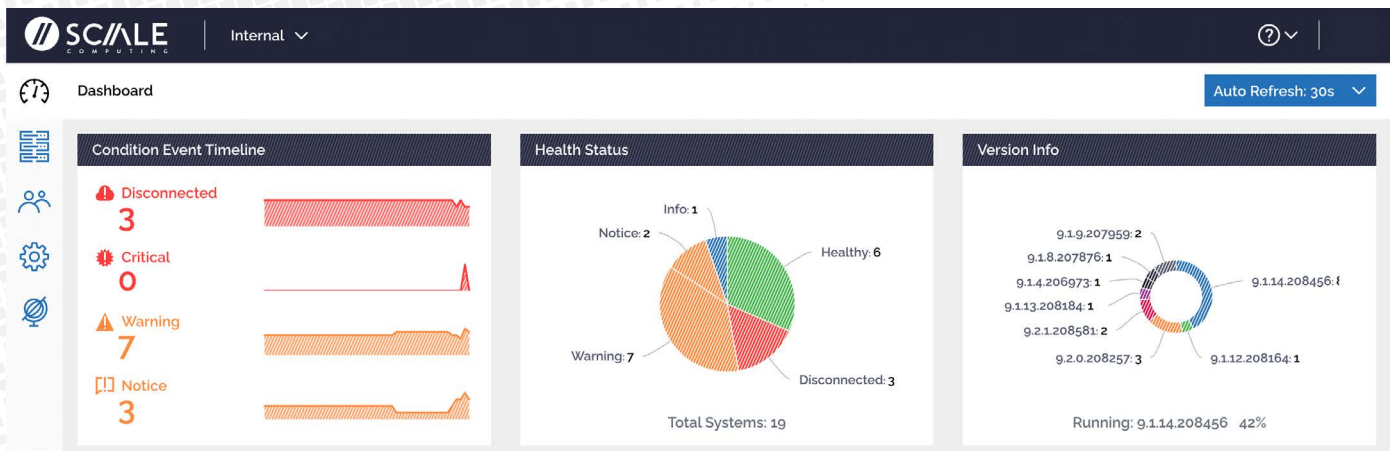 SCALE
COMPUTING
Internal
Dashboard
Auto Refresh: 30s
Condition Event Timeline
Disconnected
3
Critical
0
Warning
7
Notice
3
Health Status
Info: 1
Notice: 2
Healthy: 6
Warning: 7
Disconnected: 3
Total Systems: 19
Version Info
9.1.9.207959: 2
9.1.8.207876: 1
9.1.4.206973: 1
9.1.14.208456:
9.1.13.208184: 1
9.2.1.208581: 2
9.2.0.208257: 3
9.1.12.208164: 1
Running: 9.1.14.208456 42%